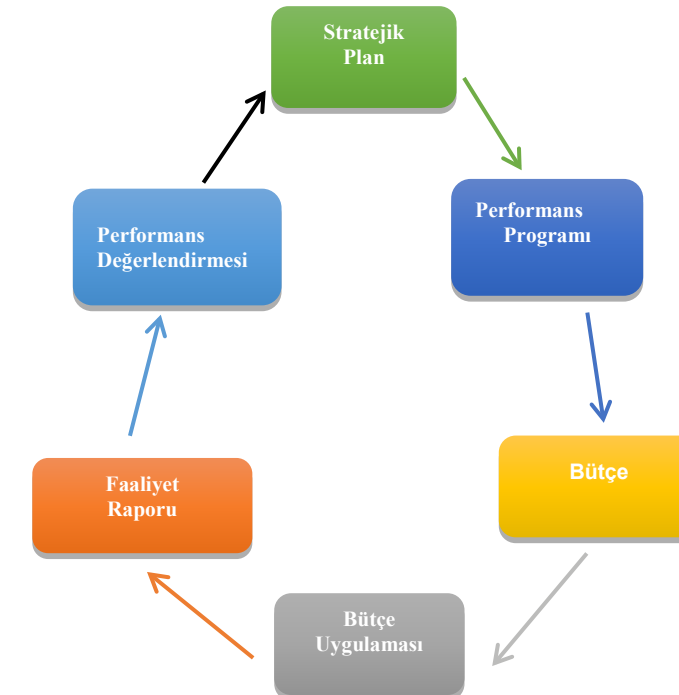 Stratejik
Plan
Performans
Programı
Bütçe
Bütçe
Uygulaması
Faaliyet
Raporu
Performans
Değerlendirmesi